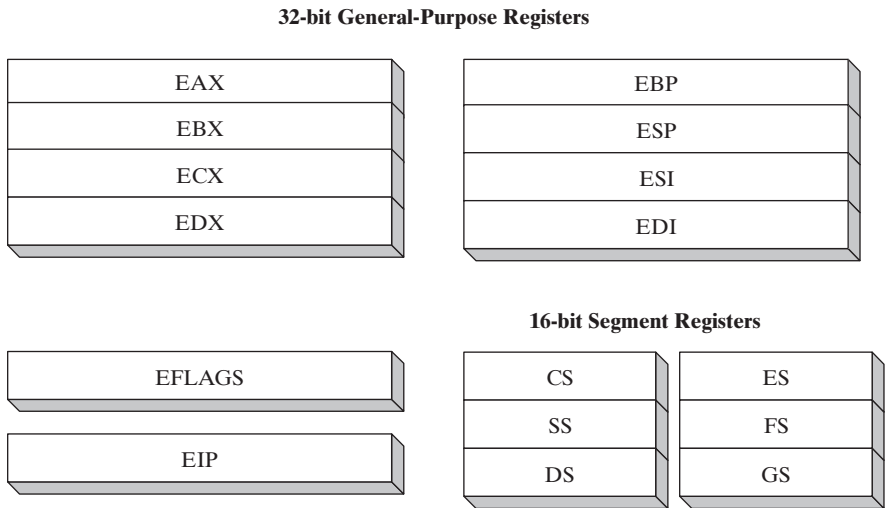 32-bit General-Purpose Registers
EAX
EBX
ECX
EDX
EBP
ESP
ESI
EDI
EFLAGS
EIP
16-bit Segment Registers
CS
SS
DS
ES
FS
GS